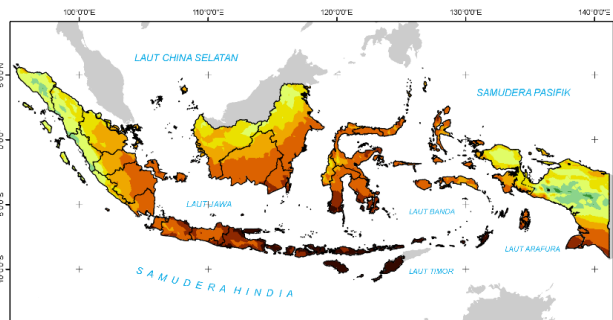 100°0'0"E 110°0'0"E 120°0'0"E 130°0'0"E 140°0'0"E
LAUT CHINA SELATAN
SAMUDERA PASIFIK
LAUT JAWA
LAUT BANDA
LAUT ARAFURA
LAUT TIMOR
SAMUDERA HINDIA